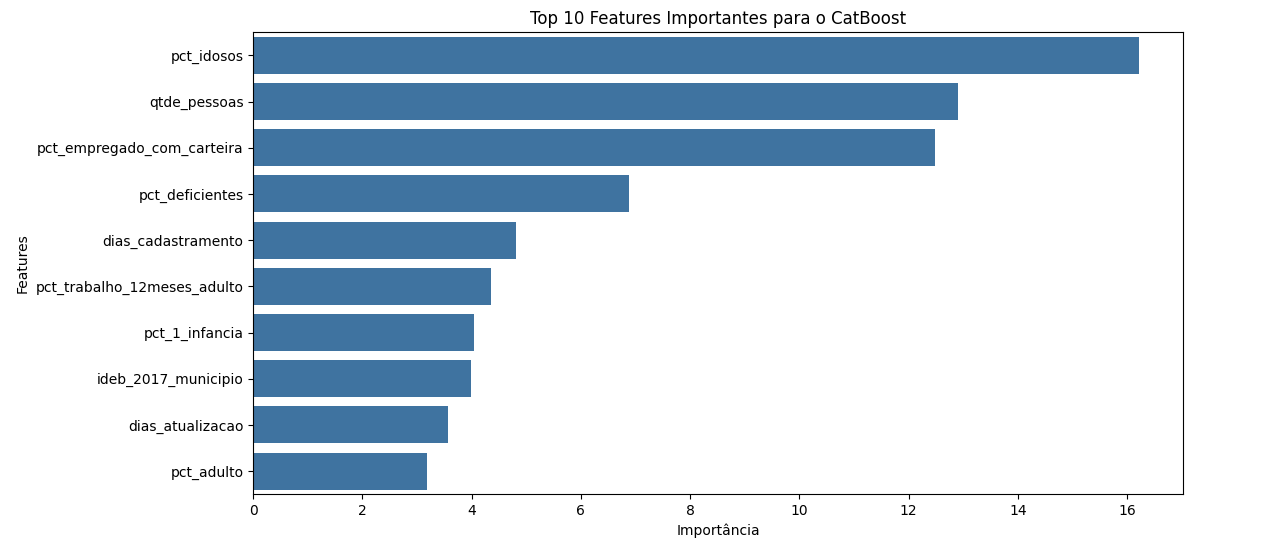 Top 10 Features Importantes para o CatBoost
Features
pct_idosos
qtde_pessoas
pct_empregado_com_carteira
pct_deficientes
dias_cadastramento
pct_trabalho_12meses_adulto
pct_1_infancia
ideb_2017_municipio
dias_atualizacao
pct_adulto
0 2 4 6 8 10 12 14 16
Importância